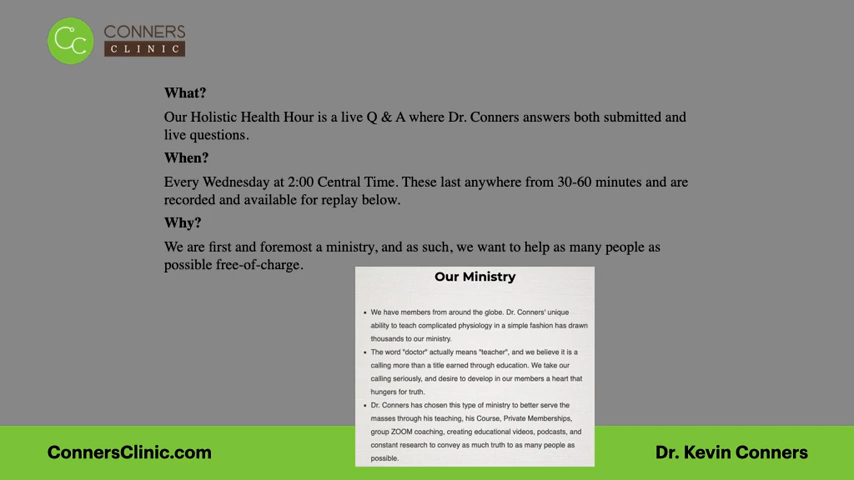 CC
CONNERS
CLINIC
What?
Our Holistic Health Hour is a live Q & A where Dr. Conners answers both submitted and
live questions.
When?
Every Wednesday at 2:00 Central Time. These last anywhere from 30-60 minutes and are
recorded and available for replay below.
Why?
We are first and foremost a ministry, and as such, we want to help as many people as
possible free-of-charge.
Our Ministry
• We have members from around the globe. Dr. Conners' unique
ability to teach complicated physiology in a simple fashion has drawn
thousands to our ministry.
• The word "doctor" actually means "teacher", and we believe it is a
calling more than a title earned through education. We take our
calling seriously, and desire to develop in our members a heart that
hungers for truth.
• Dr. Conners has chosen this type of ministry to better serve the
masses through his teaching, his Course, Private Memberships,
group ZOOM coaching, creating educational videos, podcasts, and
constant research to convey as much truth to as many people as
possible.
ConnersClinic.com
Dr. Kevin Conners